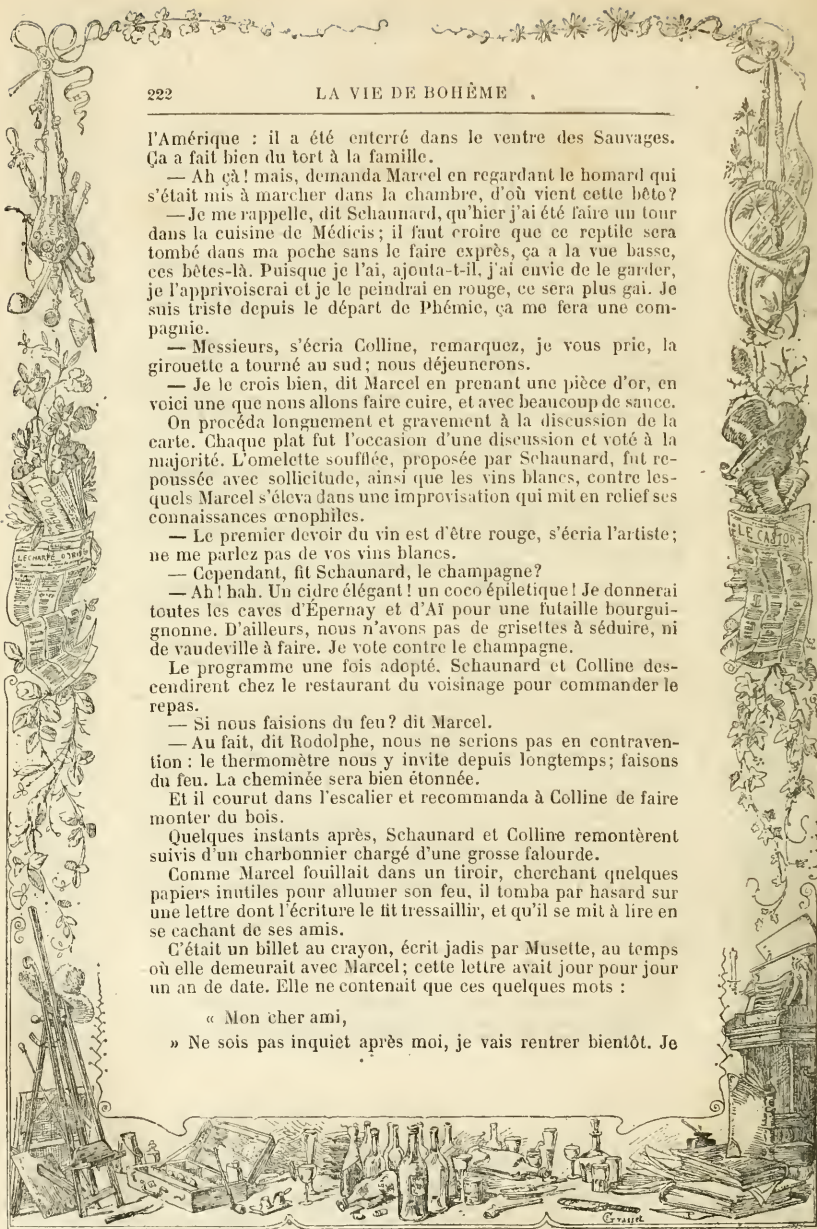 222 LA VIE DE BOHÊME
l'Amérique : il a été enterré dans le ventre des Sauvages.
Ça a fait bien du tort à la famille.
— Ah çà ! mais, demanda Marcel en regardant le homard qui
s'était mis à marcher dans la chambre, d'où vient cette bête ?
— Je me rappelle, dit Schaunard, qu'hier j'ai été faire un tour
dans la cuisine de Médicis ; il faut croire que ce reptile sera
tombé dans ma poche sans le faire exprès, ça a la vue basse,
ces bêtes-là. Puisque je l'ai, ajouta-t-il, j'ai envie de le garder,
je l'apprivoiserai et je le peindrai en rouge, ce sera plus gai. Je
suis triste depuis le départ de Phémie, ça me fera une com-
pagnie.
— Messieurs, s'écria Colline, remarquez, je vous prie, la
girouette a tourné au sud ; nous déjeunerons.
— Je le crois bien, dit Marcel en prenant une pièce d'or, en
voici une que nous allons faire cuire, et avec beaucoup de sauce.
On procéda longuement et gravement à la discussion de la
carte. Chaque plat fut l'occasion d'une discussion et voté à la
majorité. L'omelette soufflée, proposée par Schaunard, fut re-
poussée avec sollicitude, ainsi que les vins blancs, contre les-
quels Marcel s'éleva dans une improvisation qui mit en relief ses
connaissances œnophiles.
— Le premier devoir du vin est d'être rouge, s'écria l'artiste ;
ne me parlez pas de vos vins blancs.
— Cependant, fit Schaunard, le champagne ?
— Ah ! bah. Un cidre élégant ! un coco épiletique ! Je donnerai
toutes les caves d'Épernay et d'Aï pour une futaille bourgui-
gnonne. D'ailleurs, nous n'avons pas de grisettes à séduire, ni
de vaudeville à faire. Je vote contre le champagne.
Le programme une fois adopté, Schaunard et Colline des-
cendirent chez le restaurant du voisinage pour commander le
repas.
— Si nous faisions du feu ? dit Marcel.
— Au fait, dit Rodolphe, nous ne serions pas en contraven-
tion : le thermomètre nous y invite depuis longtemps ; faisons
du feu. La cheminée sera bien étonnée.
Et il courut dans l'escalier et recommanda à Colline de faire
monter du bois.
Quelques instants après, Schaunard et Colline remontèrent
suivis d'un charbonnier chargé d'une grosse falourde.
Comme Marcel fouillait dans un tiroir, cherchant quelques
papiers inutiles pour allumer son feu, il tomba par hasard sur
une lettre dont l'écriture le fit tressaillir, et qu'il se mit à lire en
se cachant de ses amis.
C'était un billet au crayon, écrit jadis par Musette, au temps
où elle demeurait avec Marcel ; cette lettre avait jour pour jour
un an de date. Elle ne contenait que ces quelques mots :
« Mon cher ami,
» Ne sois pas inquiet après moi, je vais rentrer bientôt. Je
LE CASTOR
Grasset